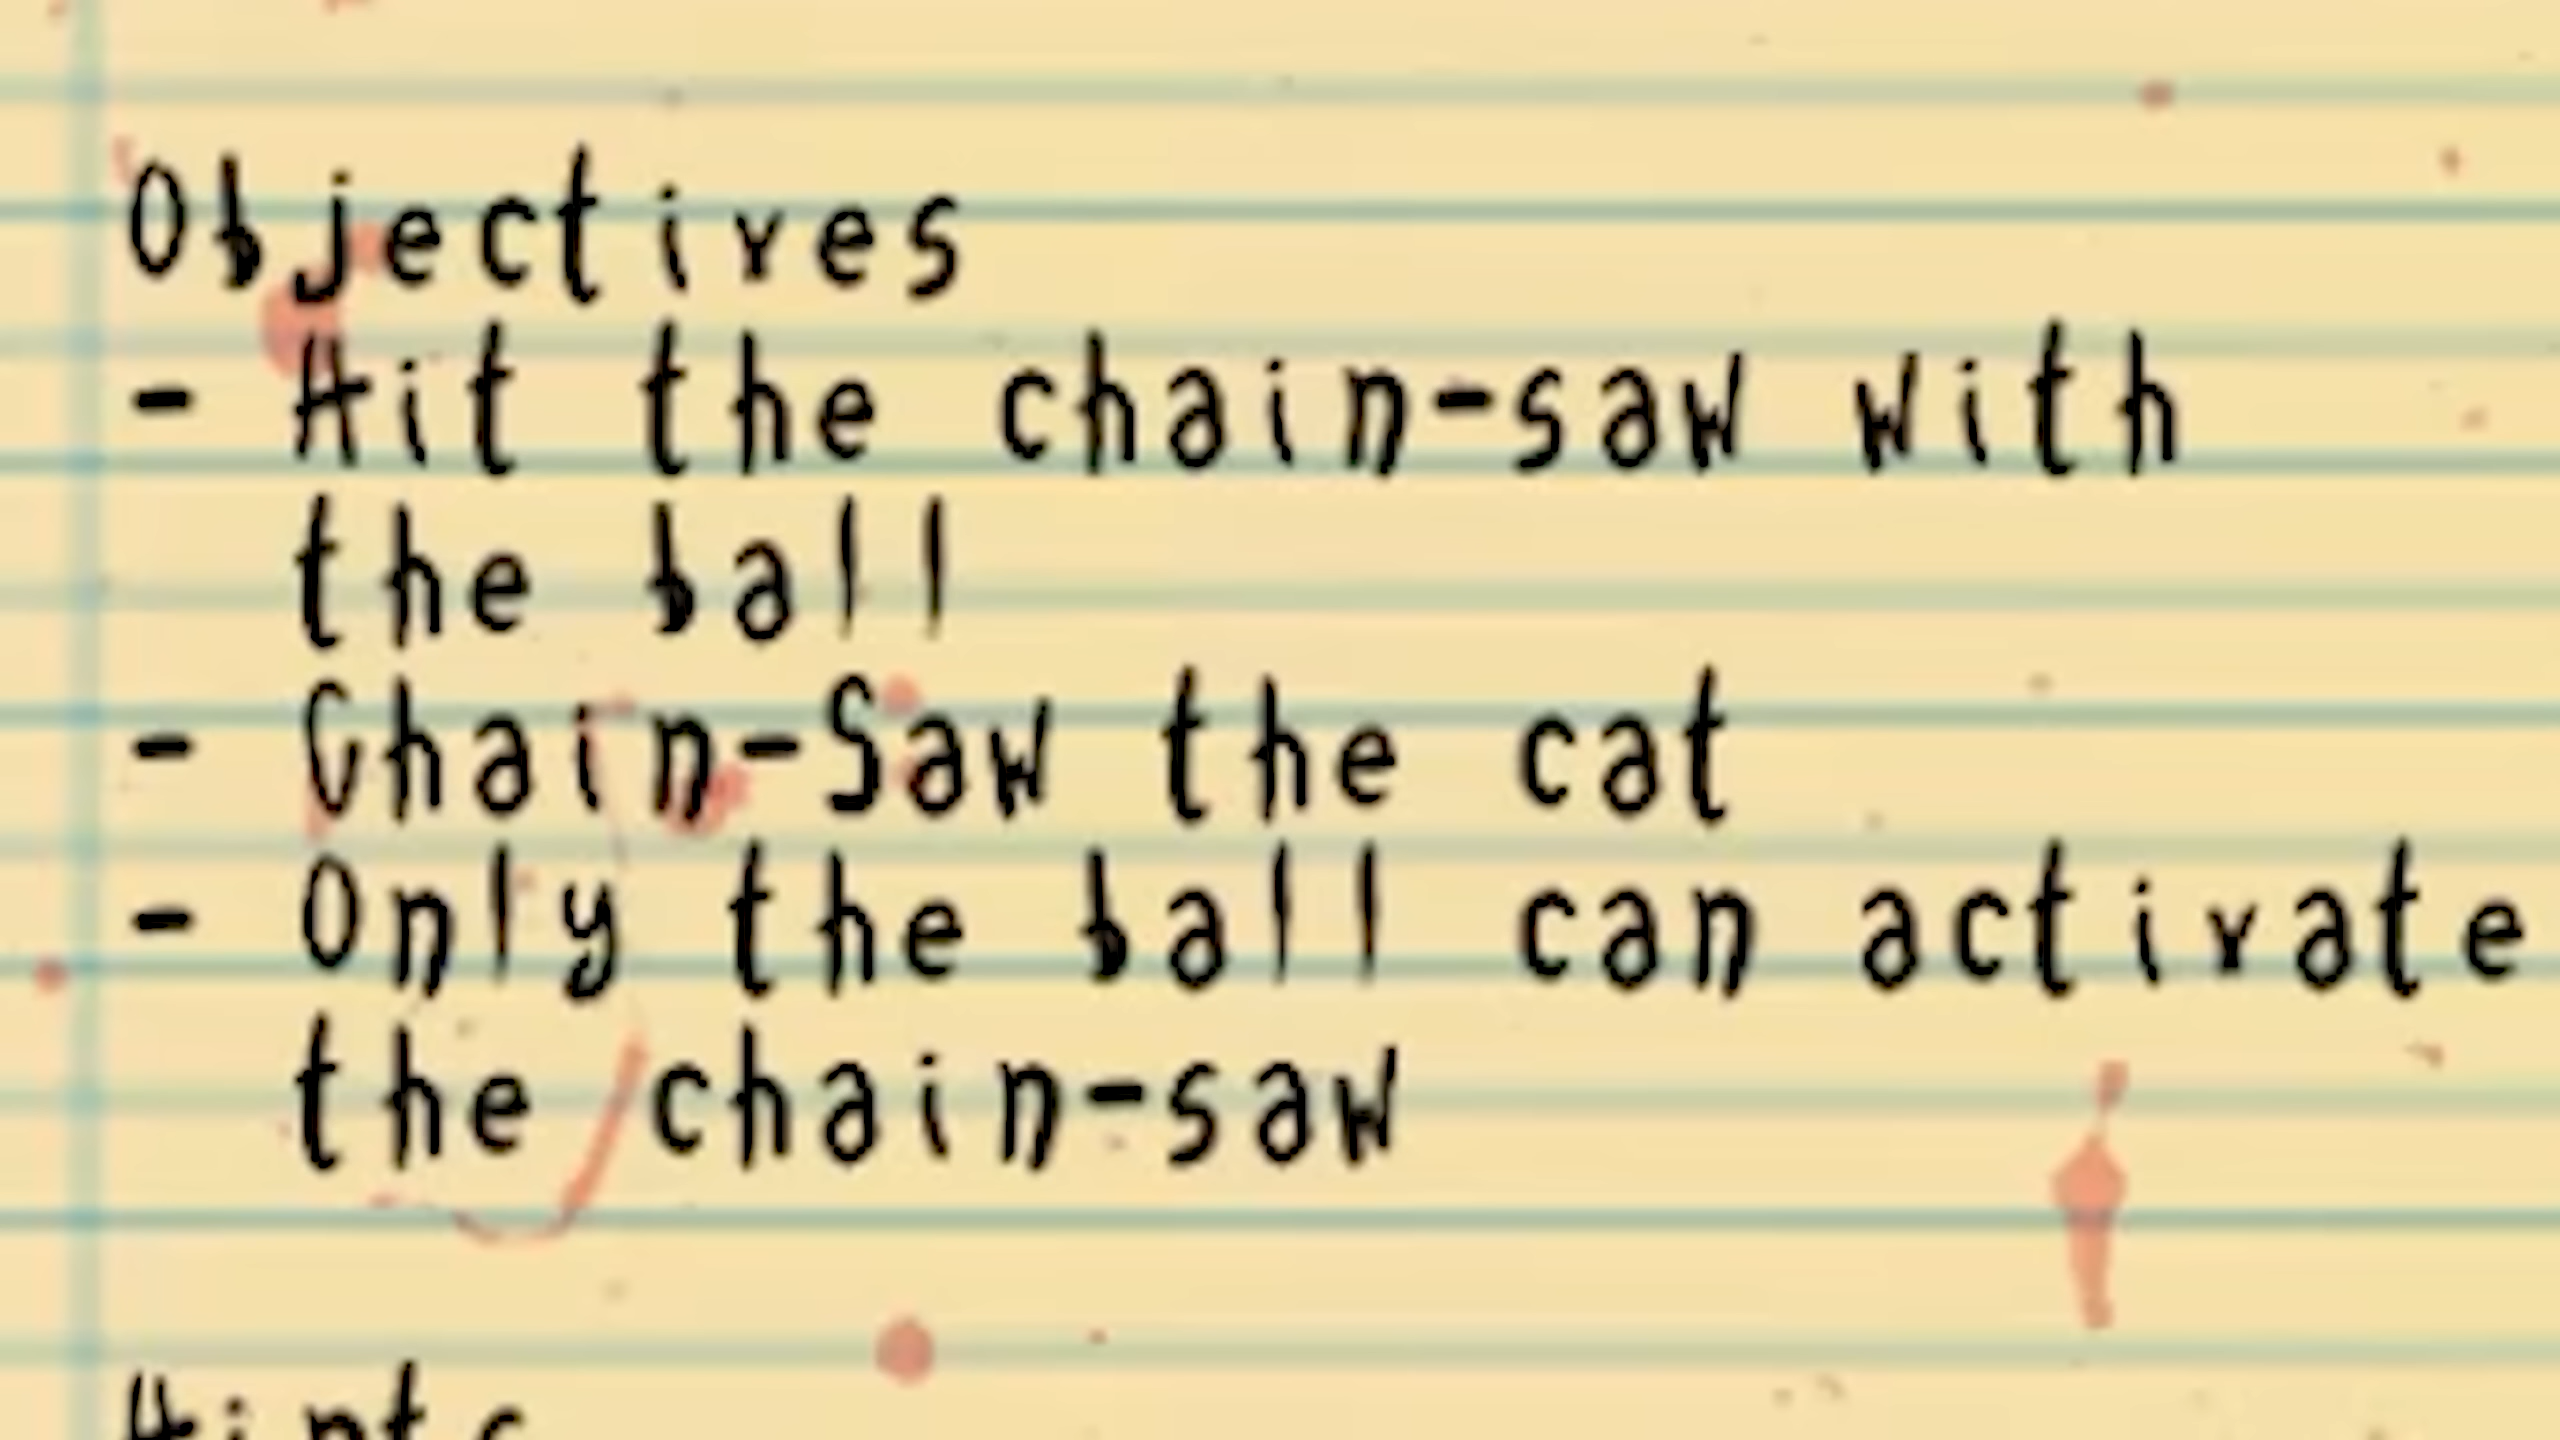 Objectives
- Hit the chain-saw with
the ball
- Chain-Saw the cat
- Only the ball can activate
the chain-saw
Hints